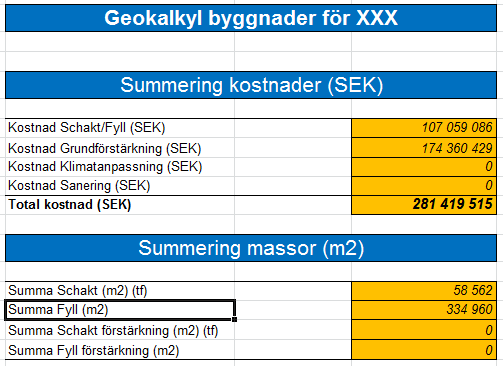 Geokalkyl byggnader för XXX
Summering kostnader (SEK)
Kostnad Schakt/Fyll (SEK) 107 059 086
Kostnad Grundförstärkning (SEK) 174 360 429
Kostnad Klimatanpassning (SEK) 0
Kostnad Sanering (SEK) 0
Total kostnad (SEK) 281 419 515
Summering massor (m2)
Summa Schakt (m2) (tf) 58 562
Summa Fyll (m2) 334 960
Summa Schakt förstärkning (m2) (tf) 0
Summa Fyll förstärkning (m2) 0